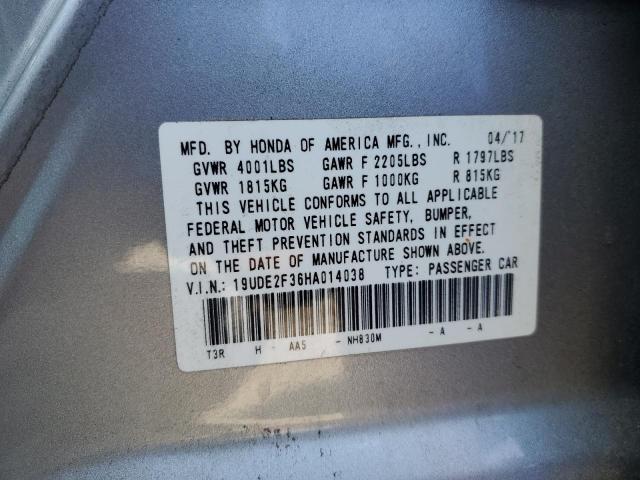 MFD. BY HONDA OF AMERICA MFG., INC. 04/'17
GVWR 4001LBS GAWR F 2205LBS R 1797LBS
GVWR 1815KG GAWR F 1000KG R 815KG
THIS VEHICLE CONFORMS TO ALL APPLICABLE
FEDERAL MOTOR VEHICLE SAFETY, BUMPER,
AND THEFT PREVENTION STANDARDS IN EFFECT
ON THE DATE OF MANUFACTURE SHOWN ABOVE.
V.I.N.: 19UDE2F36HA014038 TYPE: PASSENGER CAR
T3R H - AA5 - NH830M - A - A